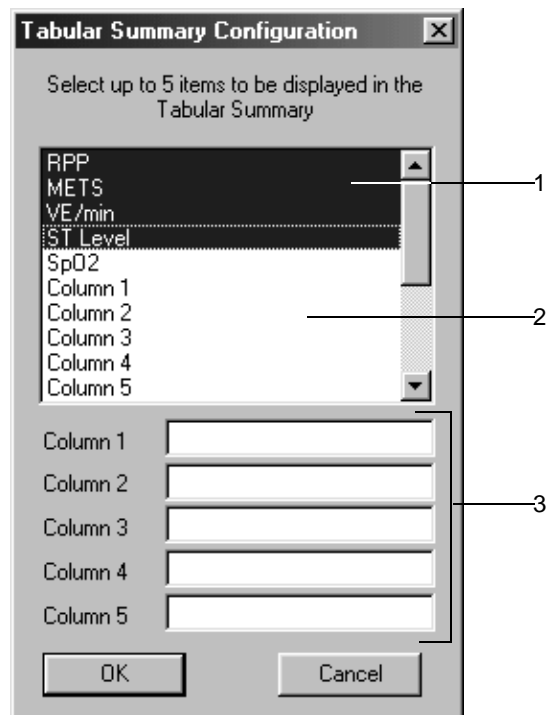 Tabular Summary Configuration
Select up to 5 items to be displayed in the
Tabular Summary
RPP
METS
VE/min
ST Level
SpO2
Column 1
Column 2
Column 3
Column 4
Column 5
1
2
Column 1
Column 2
Column 3
Column 4
Column 5
3
OK
Cancel